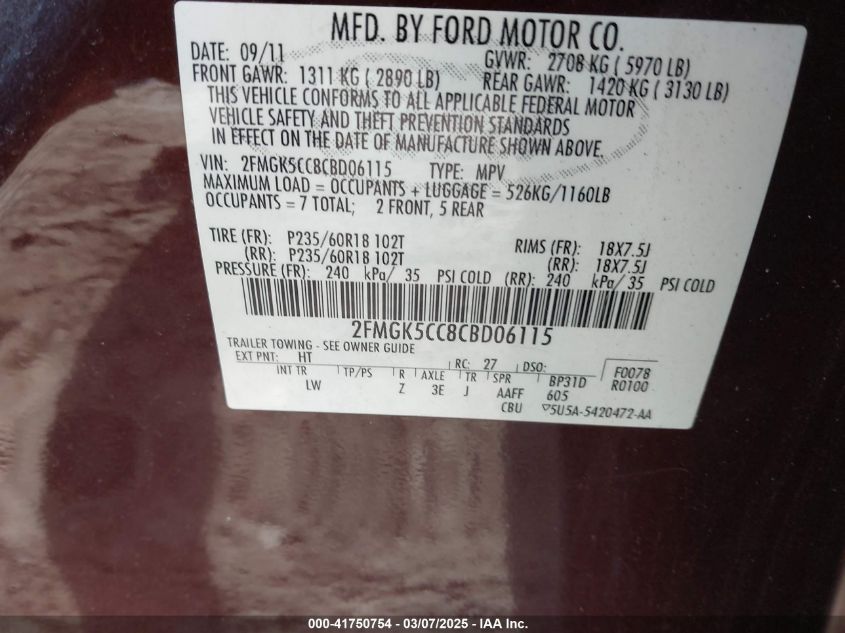 MFD. BY FORD MOTOR CO.
DATE: 09/11 GVWR: 2708 KG ( 5970 LB)
FRONT GAWR: 1311 KG ( 2890 LB) REAR GAWR: 1420 KG ( 3130 LB)
THIS VEHICLE CONFORMS TO ALL APPLICABLE FEDERAL MOTOR
VEHICLE SAFETY AND THEFT PREVENTION STANDARDS
IN EFFECT ON THE DATE OF MANUFACTURE SHOWN ABOVE.
VIN: 2FMGK5CC8CBD06115 TYPE: MPV
MAXIMUM LOAD = OCCUPANTS + LUGGAGE = 526KG/1160LB
OCCUPANTS = 7 TOTAL; 2 FRONT, 5 REAR
TIRE (FR): P235/60R18 102T RIMS (FR): 18X7.5J
(RR): P235/60R18 102T (RR): 18X7.5J
PRESSURE (FR): 240 kPa/ 35 PSI COLD (RR): 240 kPa/ 35 PSI COLD
2FMGK5CC8CBD06115
TRAILER TOWING - SEE OWNER GUIDE
EXT PNT: HT RC: 27 DSO: F0078
INT TR TP/PS R AXLE TR SPR BP31D R0100
LW Z 3E J AAFF 605
CBU ▽5U5A-5420472-AA
000-41750754 — 03/07/2025 — IAA Inc.